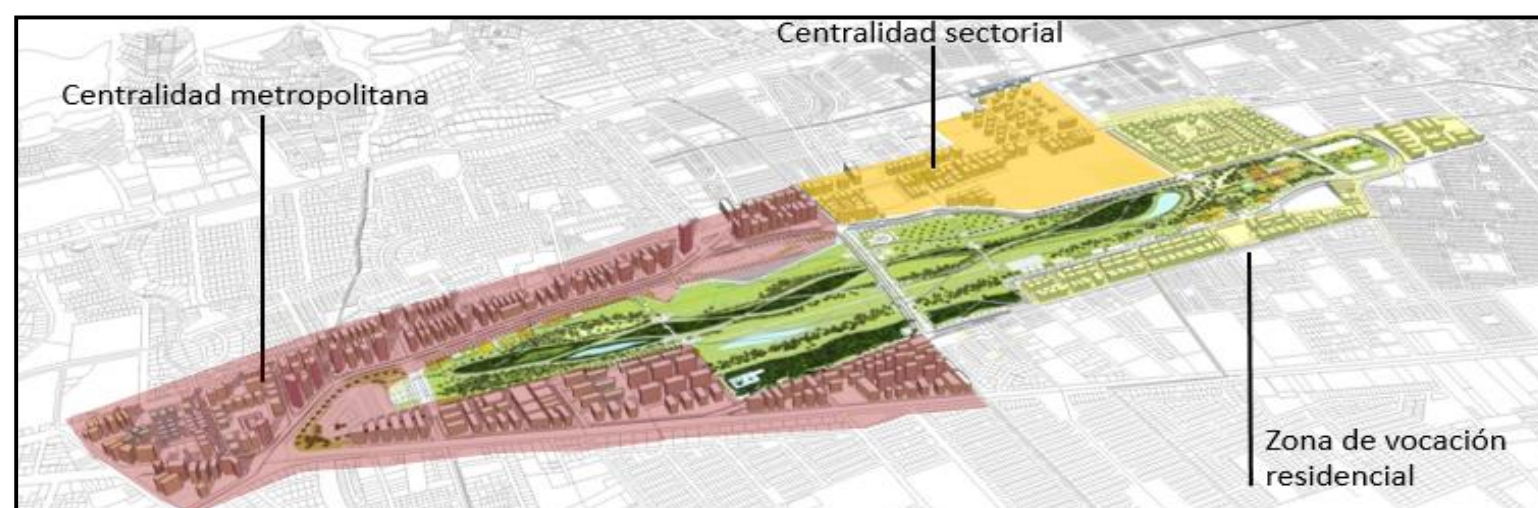 Centralidad sectorial
Centralidad metropolitana
Zona de vocación
residencial